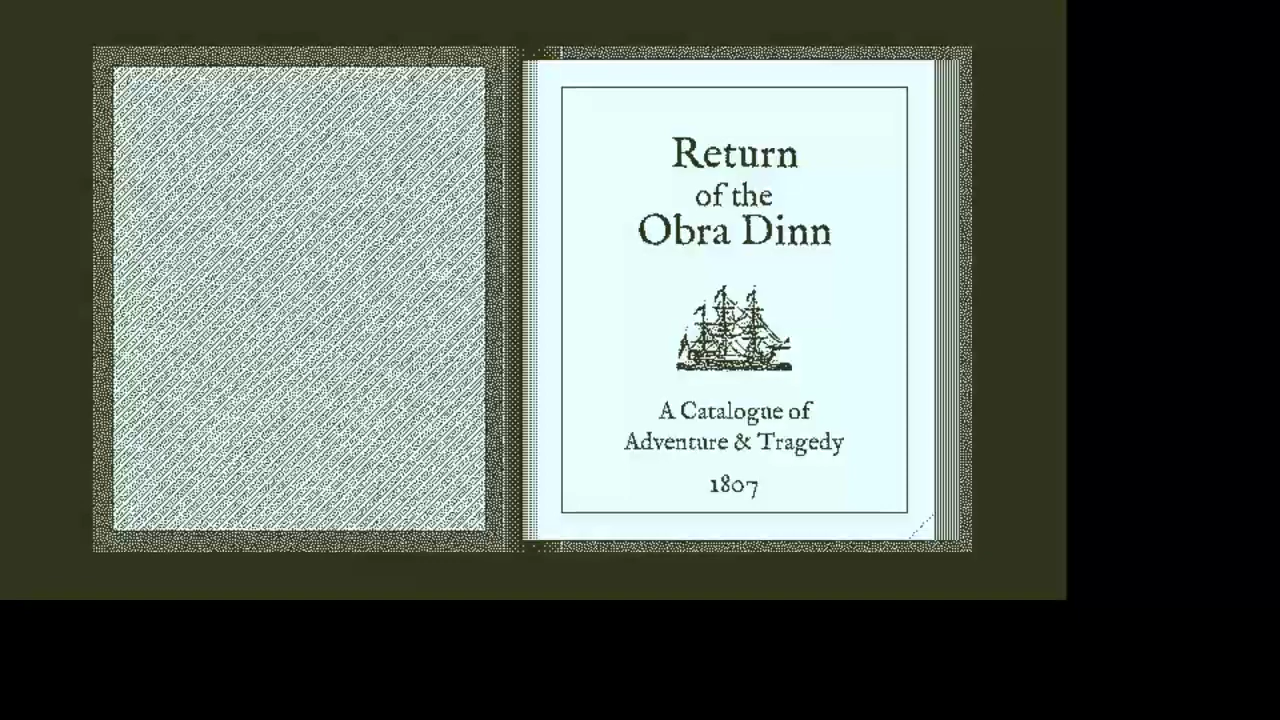 Return
of the
Obra Dinn
A Catalogue of
Adventure & Tragedy
1807